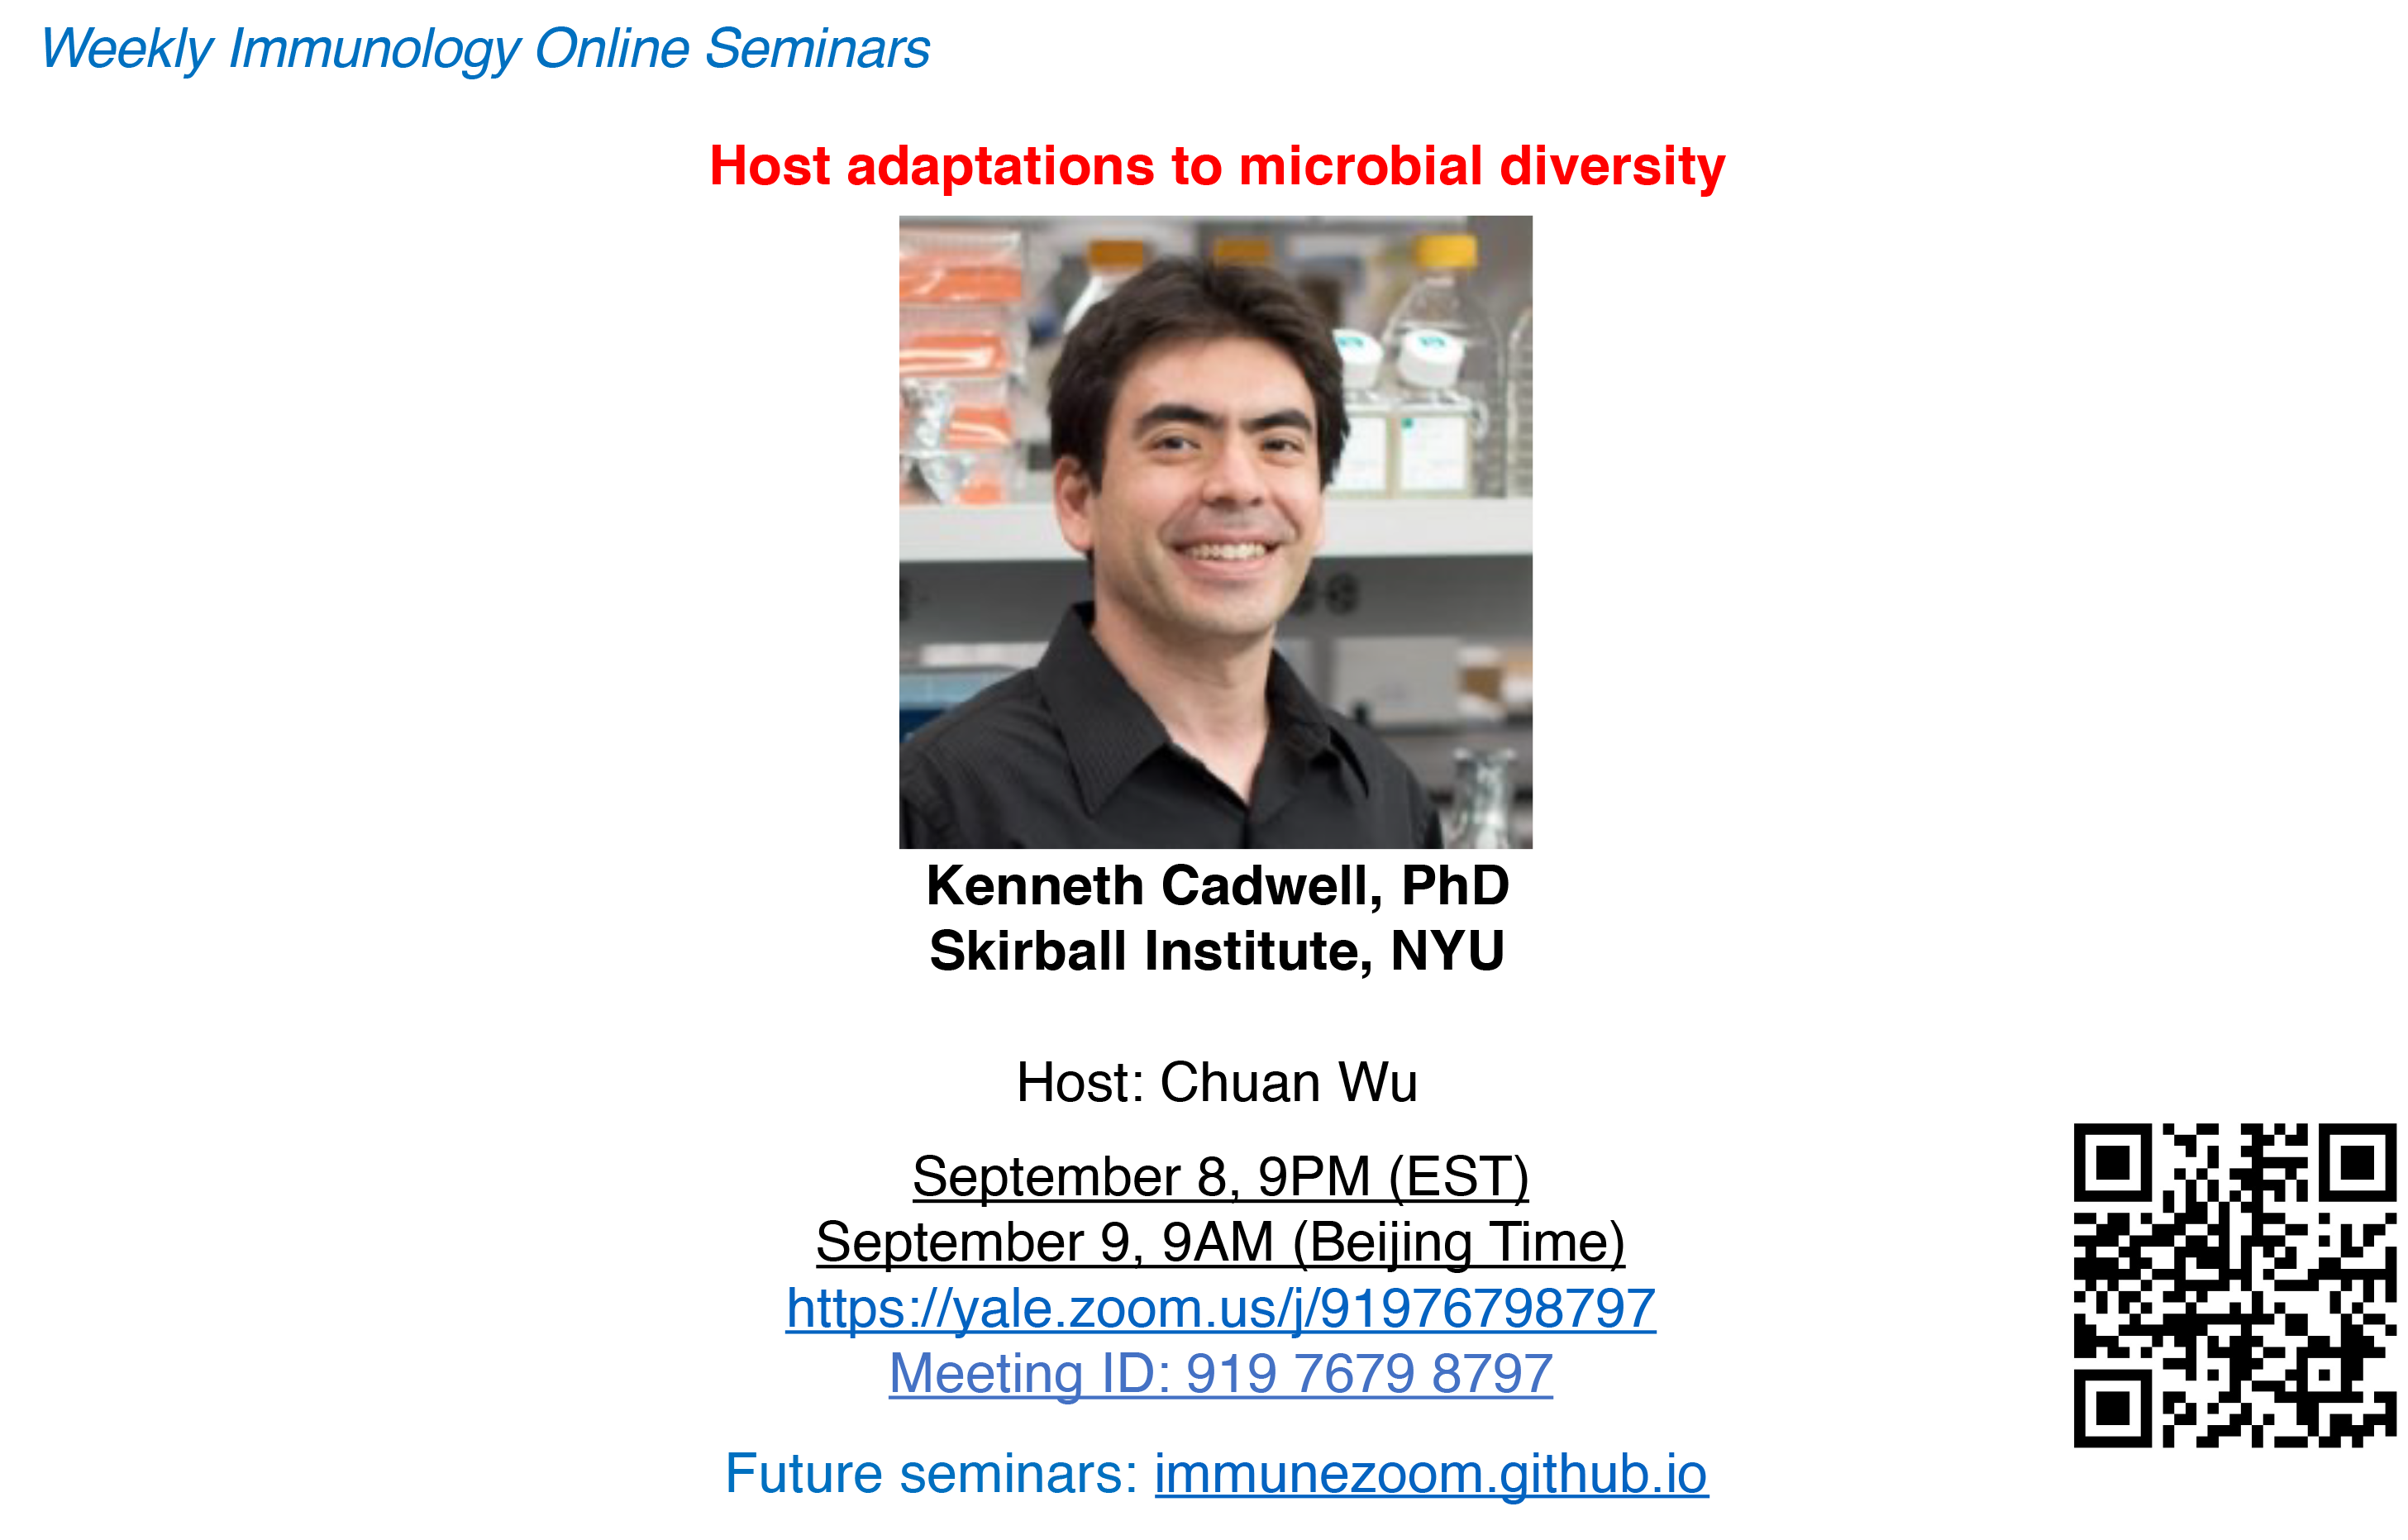 Weekly Immunology Online Seminars
Host adaptations to microbial diversity
Kenneth Cadwell, PhD
Skirball Institute, NYU
Host: Chuan Wu
September 8, 9PM (EST)
September 9, 9AM (Beijing Time)
https://yale.zoom.us/j/91976798797
Meeting ID: 919 7679 8797
Future seminars: immunezoom.github.io